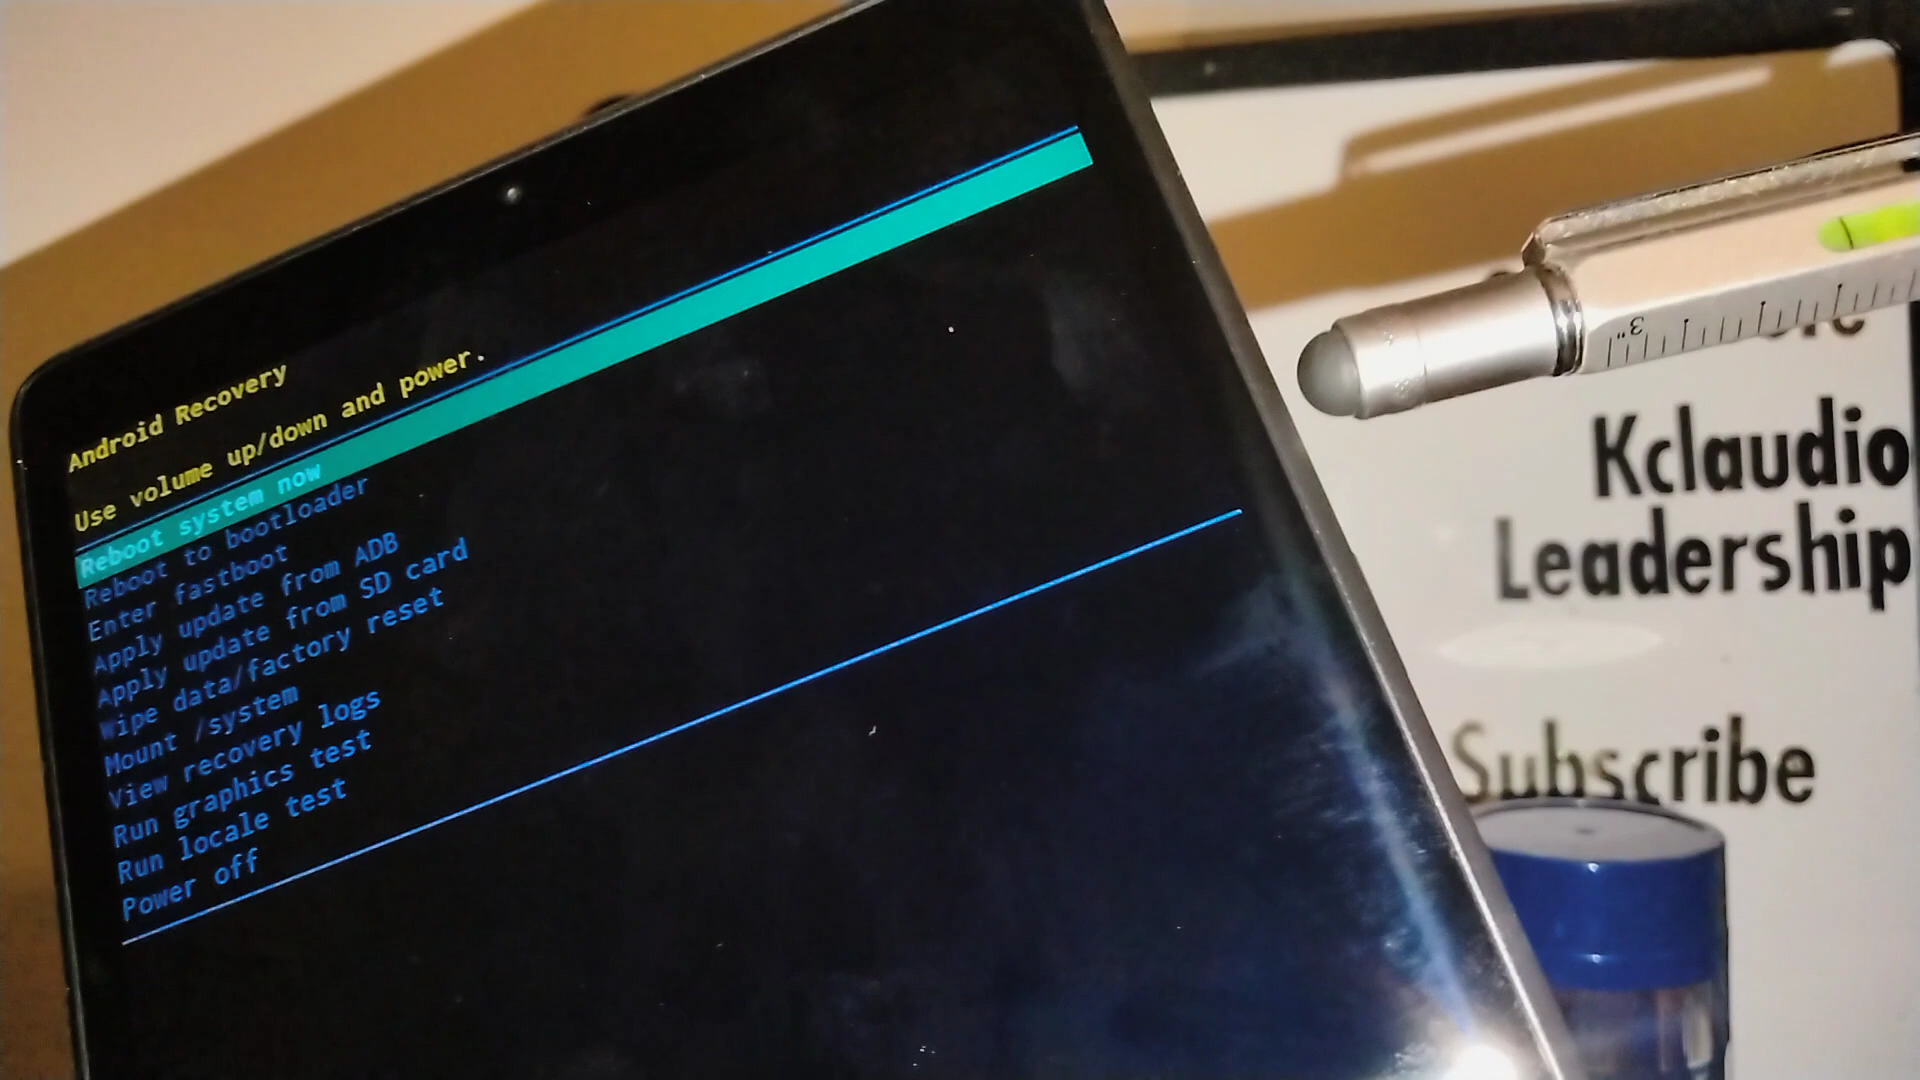 Android Recovery
Use volume up/down and power.
Reboot system now
Reboot to bootloader
Enter fastboot
Apply update from ADB
Apply update from SD card
Wipe data/factory reset
Mount /system
View recovery logs
Run graphics test
Run locale test
Power off
3"
Kclaudio
Leadership
Subscribe